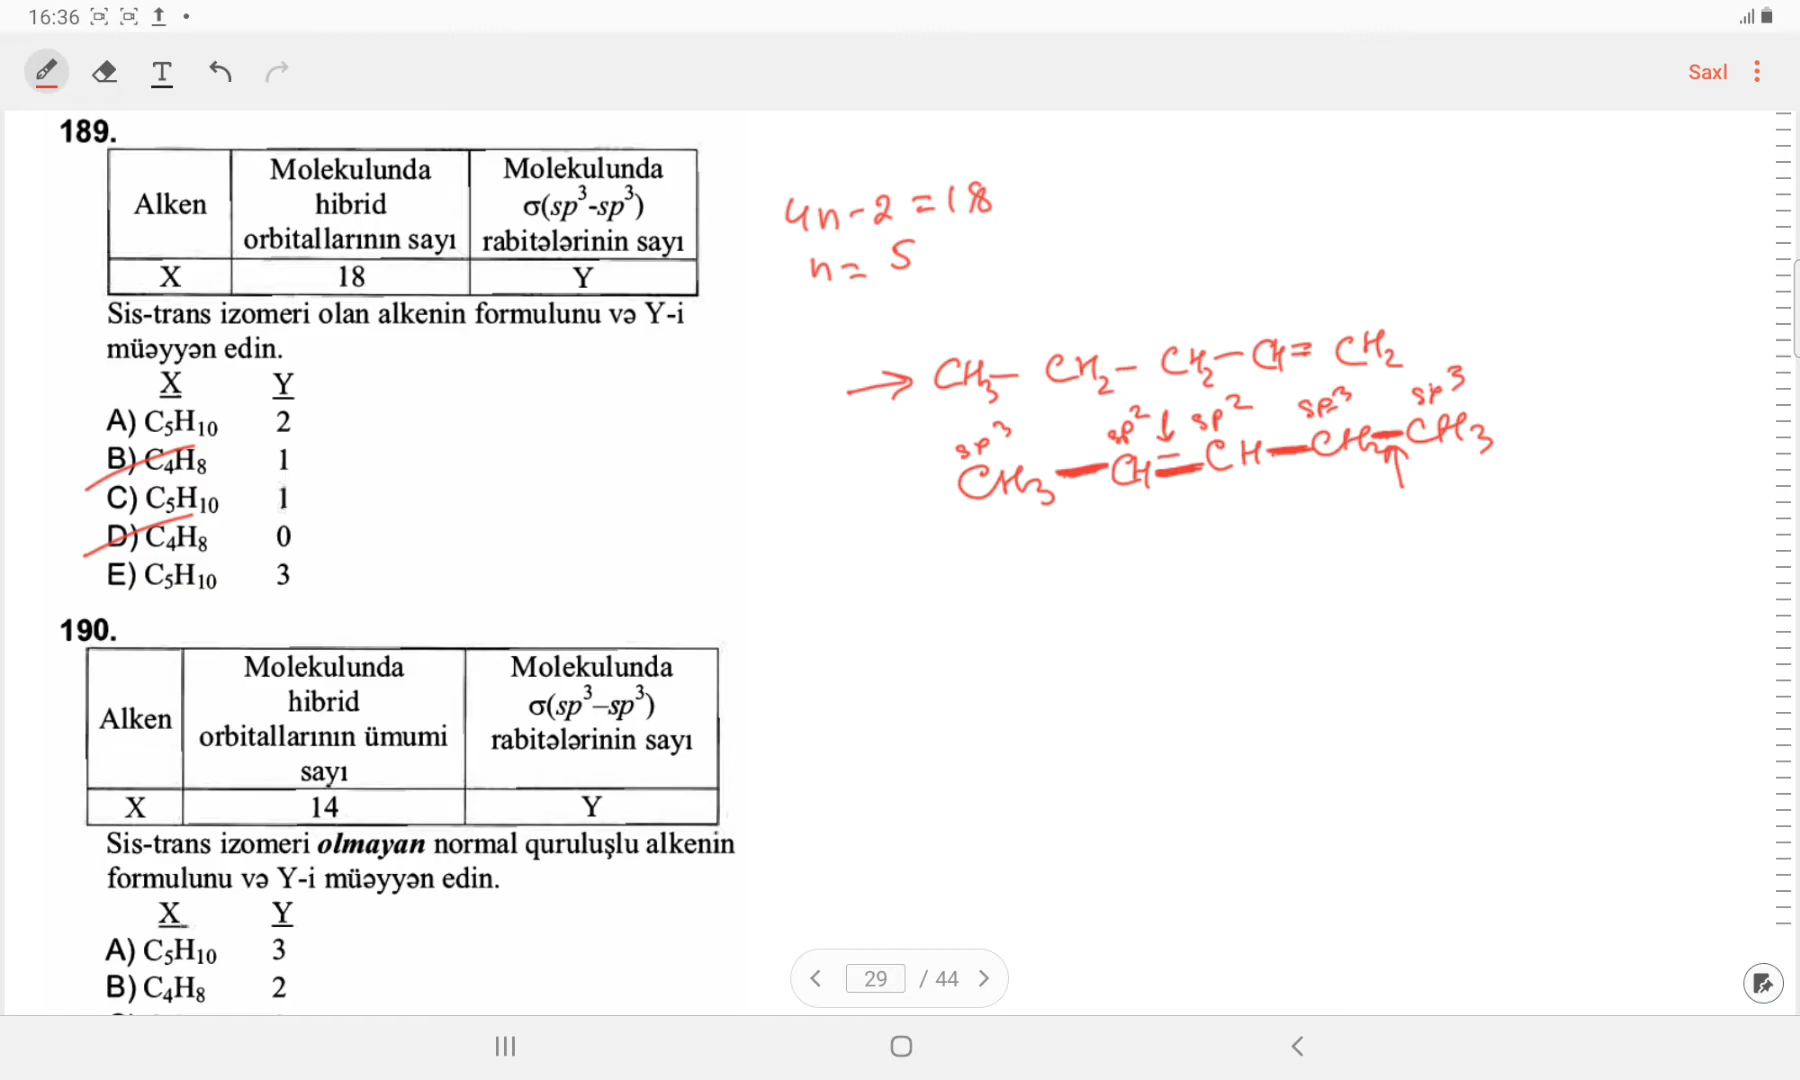 16:36
Saxl
189.
Alken
Molekulunda hibrid orbitallarının sayı
Molekulunda σ(sp³-sp³) rabitələrinin sayı
X 18 Y
Sis-trans izomeri olan alkenin formulunu və Y-i
müəyyən edin.
X Y
A) C₅H₁₀ 2
B) C₄H₈ 1
C) C₅H₁₀ 1
D) C₄H₈ 0
E) C₅H₁₀ 3
4n-2=18
n=5
→ CH₃- CH₂- CH₂-CH= CH₂
sp³ sp² ↓ sp² sp³ sp³
CH₃-CH=CH-CH₂-CH₃
190.
Alken
Molekulunda hibrid orbitallarının ümumi sayı
Molekulunda σ(sp³–sp³) rabitələrinin sayı
X 14 Y
Sis-trans izomeri olmayan normal quruluşlu alkenin
formulunu və Y-i müəyyən edin.
X Y
A) C₅H₁₀ 3
B) C₄H₈ 2
29 / 44